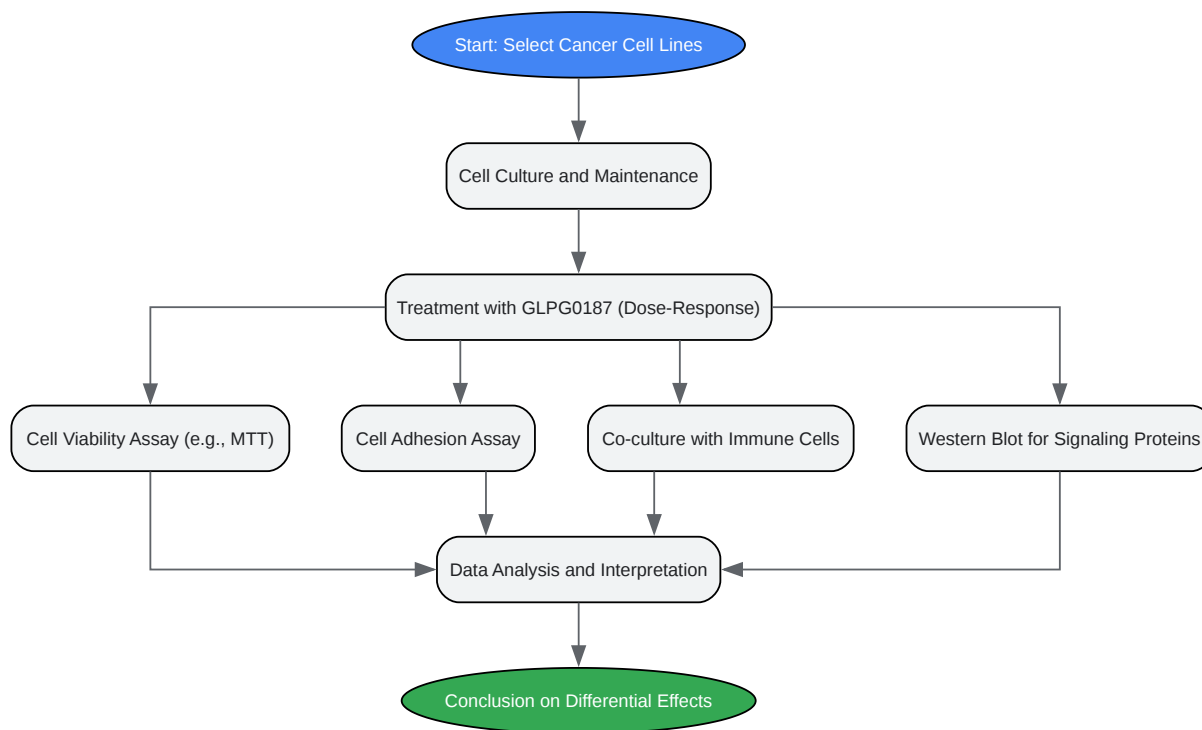 Start: Select Cancer Cell Lines
Cell Culture and Maintenance
Treatment with GLPG0187 (Dose-Response)
Cell Viability Assay (e.g., MTT)
Cell Adhesion Assay
Co-culture with Immune Cells
Western Blot for Signaling Proteins
Data Analysis and Interpretation
Conclusion on Differential Effects